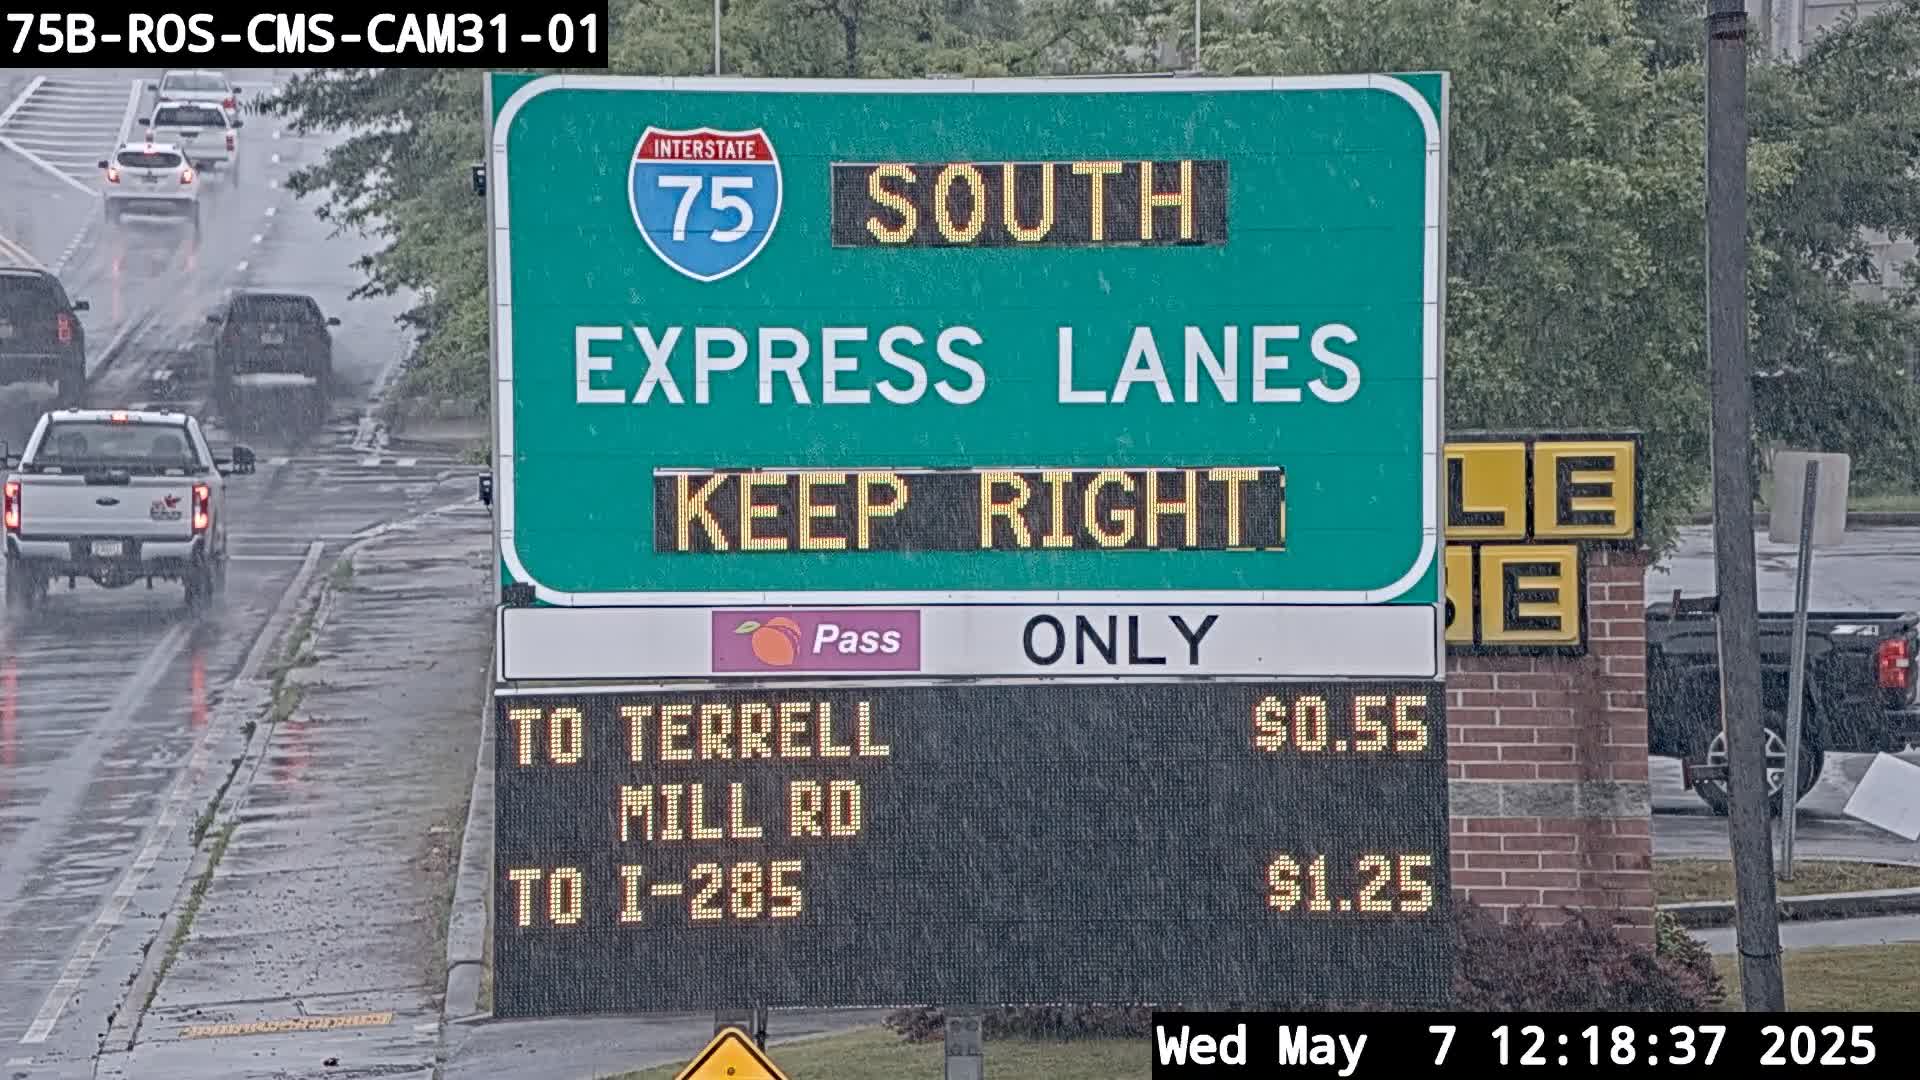 75B-ROS-CMS-CAM31-01
INTERSTATE
75
SOUTH
EXPRESS LANES
KEEP RIGHT
Pass ONLY
LE
E
TO TERRELL $0.55
MILL RD
TO I-285 $1.25
Wed May 7 12:18:37 2025